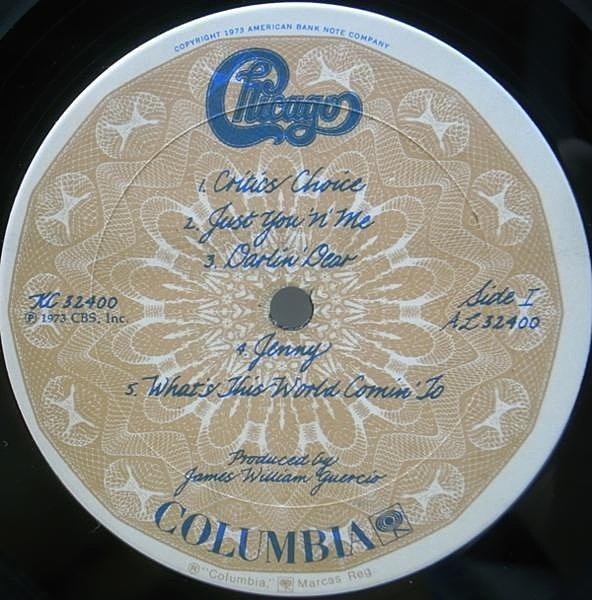 COPYRIGHT 1973 AMERICAN BANK NOTE COMPANY
Chicago
1. Critics' Choice
2. Just You 'n' Me
3. Darlin' Dear
KC 32400
℗ 1973 CBS, Inc.
Side I
AL 32400
4. Jenny
5. What's This World Comin' To
Produced by
James William Guercio
COLUMBIA
® "Columbia," Marcas Reg.